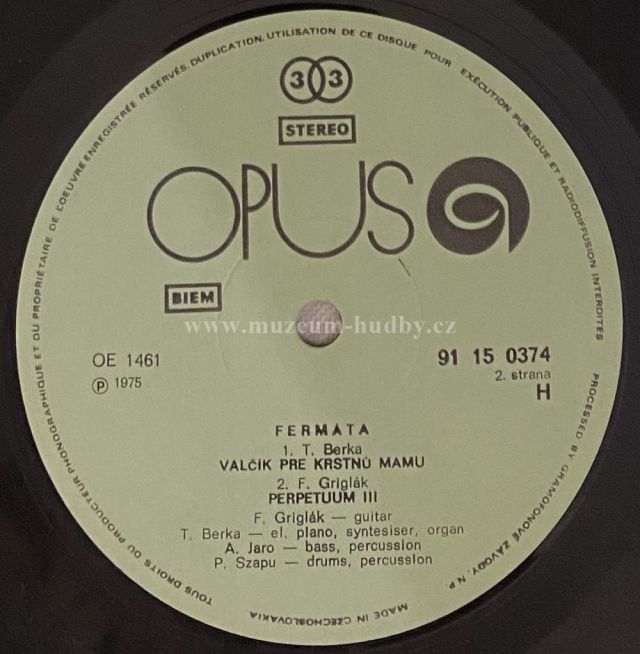 TOUS DROITS DU PRODUCTEUR PHONOGRAPHIQUE ET DU PROPRIÉTAIRE DE L'OEUVRE ENREGISTRÉE RÉSERVÉS. DUPLICATION, UTILISATION DE CE DISQUE POUR EXÉCUTION PUBLIQUE ET RADIODIFFUSION INTERDITES
PROCESSED BY GRAMOFONOVÉ ZÁVODY, N. P.
MADE IN CZECHOSLOVAKIA
33
STEREO
OPUS
BIEM
www.muzeum-hudby.cz
OE 1461
℗ 1975
91 15 0374
2. strana
H
FERMÁTA
1. T. Berka
VALČÍK PRE KRSTNÚ MAMU
2. F. Griglák
PERPETUUM III
F. Griglák — guitar
T. Berka — el. piano, syntesiser, organ
A. Jaro — bass, percussion
P. Szapu — drums, percussion